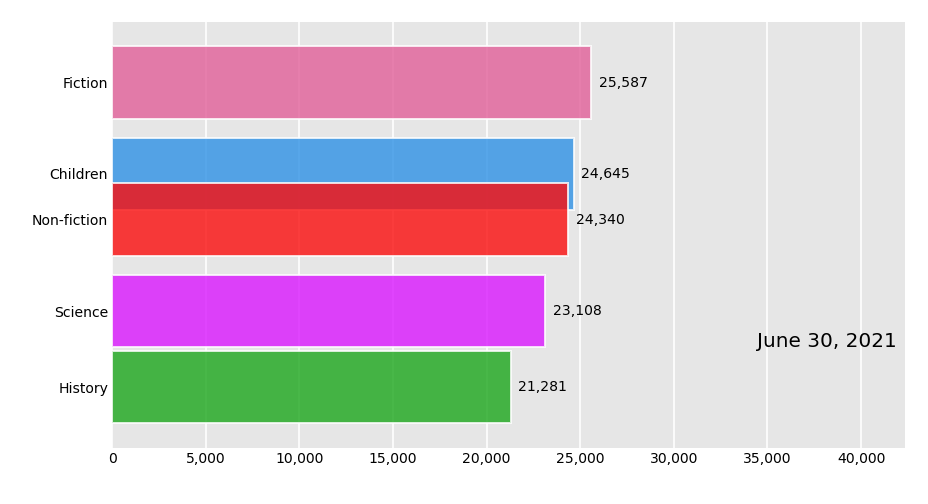 Fiction 25,587
Children 24,645
Non-fiction 24,340
Science 23,108
June 30, 2021
History 21,281
0 5,000 10,000 15,000 20,000 25,000 30,000 35,000 40,000